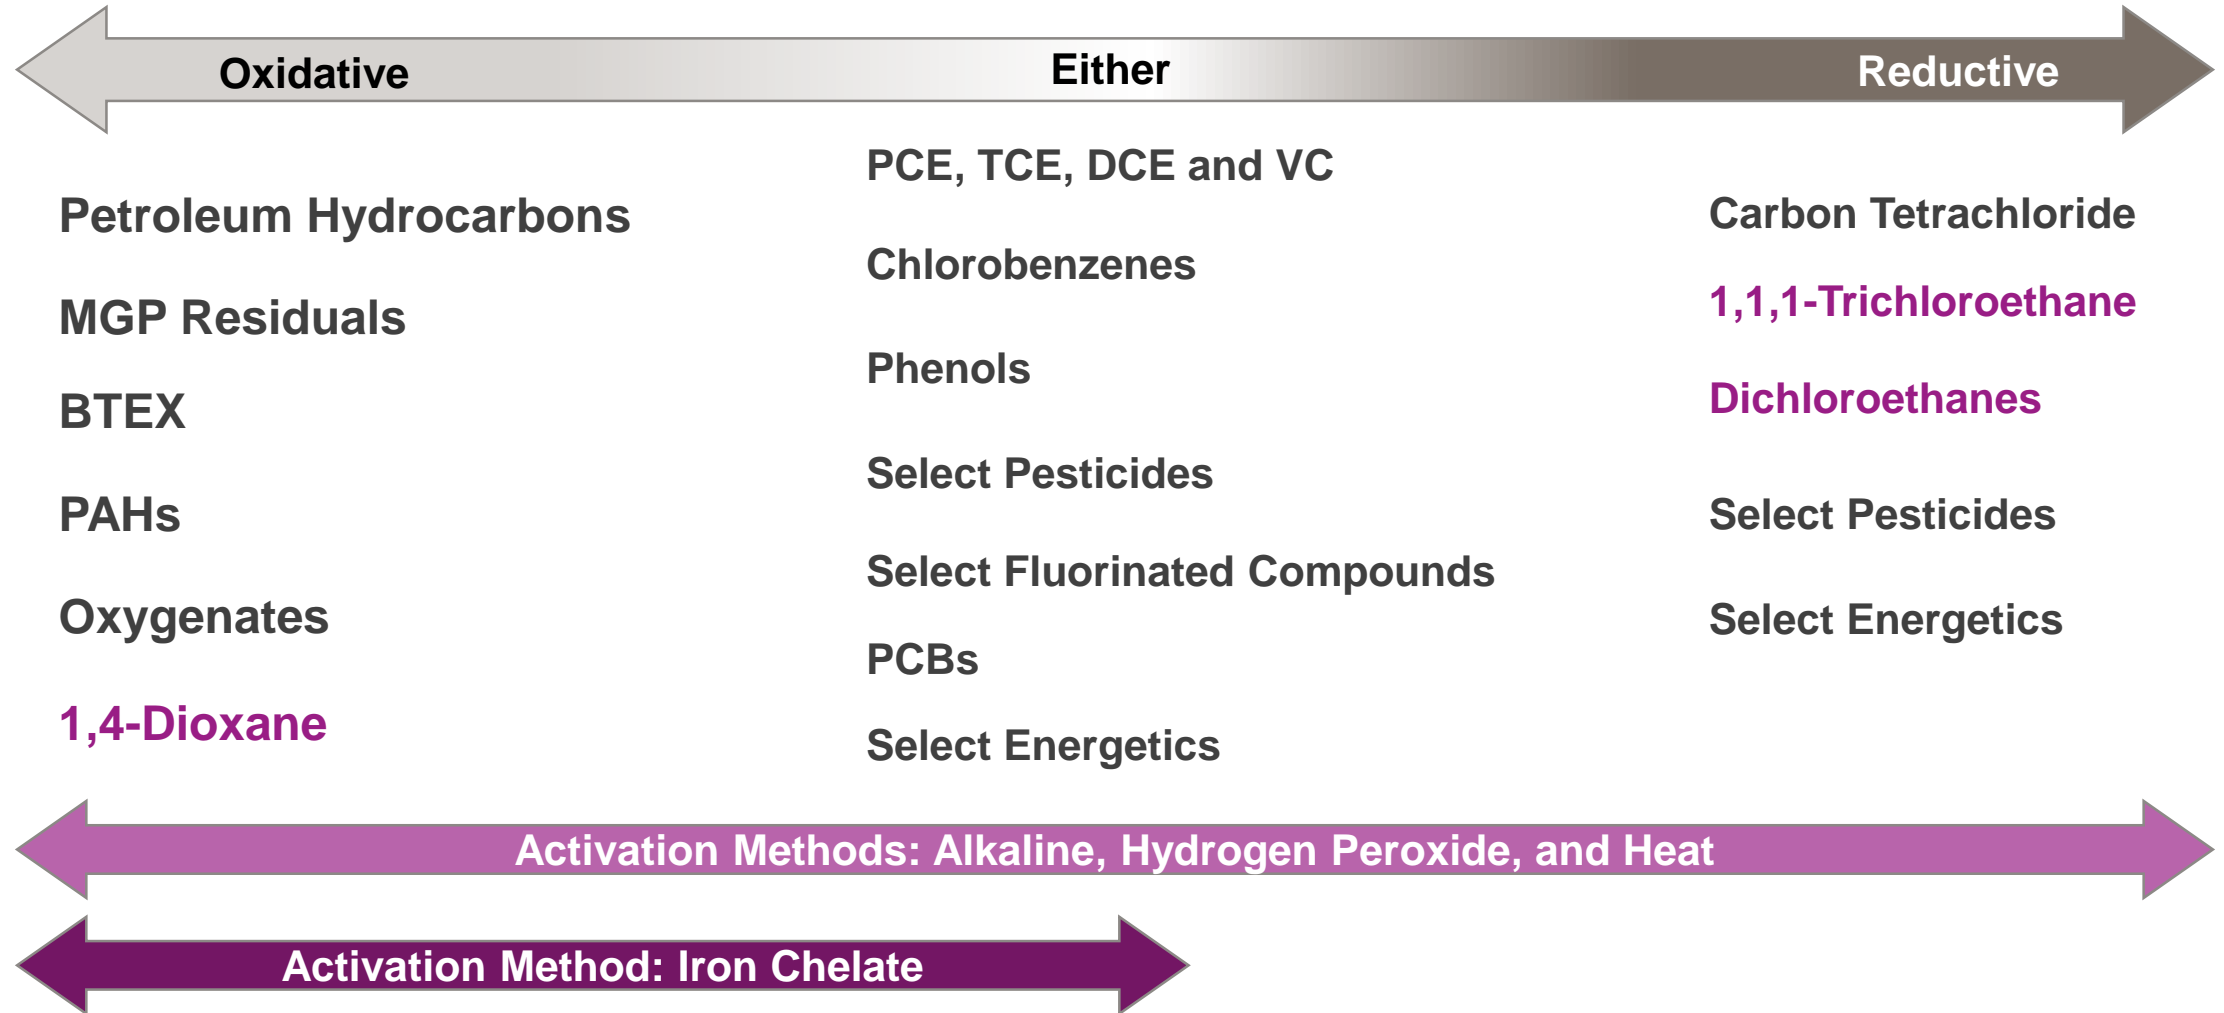 Oxidative
Either
Reductive
Petroleum Hydrocarbons
MGP Residuals
BTEX
PAHs
Oxygenates
1,4-Dioxane
PCE, TCE, DCE and VC
Chlorobenzenes
Phenols
Select Pesticides
Select Fluorinated Compounds
PCBs
Select Energetics
Carbon Tetrachloride
1,1,1-Trichloroethane
Dichloroethanes
Select Pesticides
Select Energetics
Activation Methods: Alkaline, Hydrogen Peroxide, and Heat
Activation Method: Iron Chelate